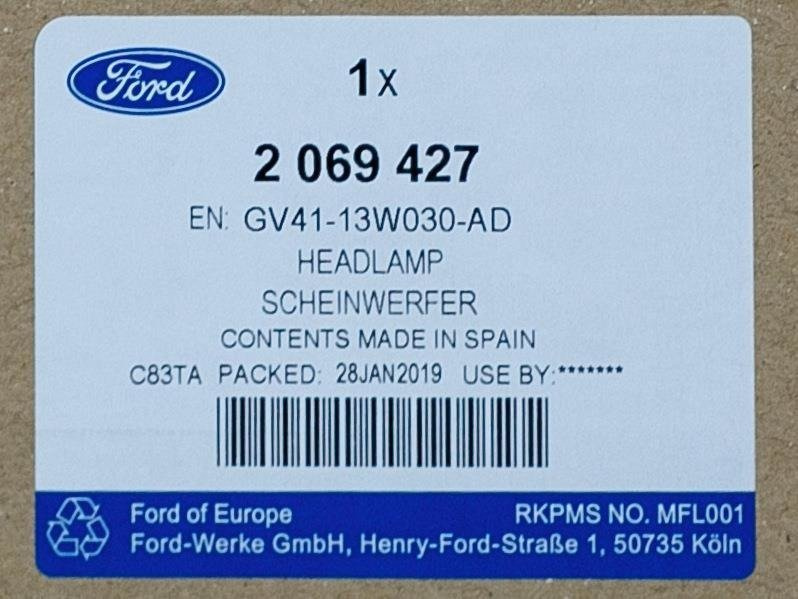 Ford
1x
2 069 427
EN: GV41-13W030-AD
HEADLAMP
SCHEINWERFER
CONTENTS MADE IN SPAIN
C83TA PACKED: 28JAN2019 USE BY:*******
Ford of Europe RKPMS NO. MFL001
Ford-Werke GmbH, Henry-Ford-Straße 1, 50735 Köln